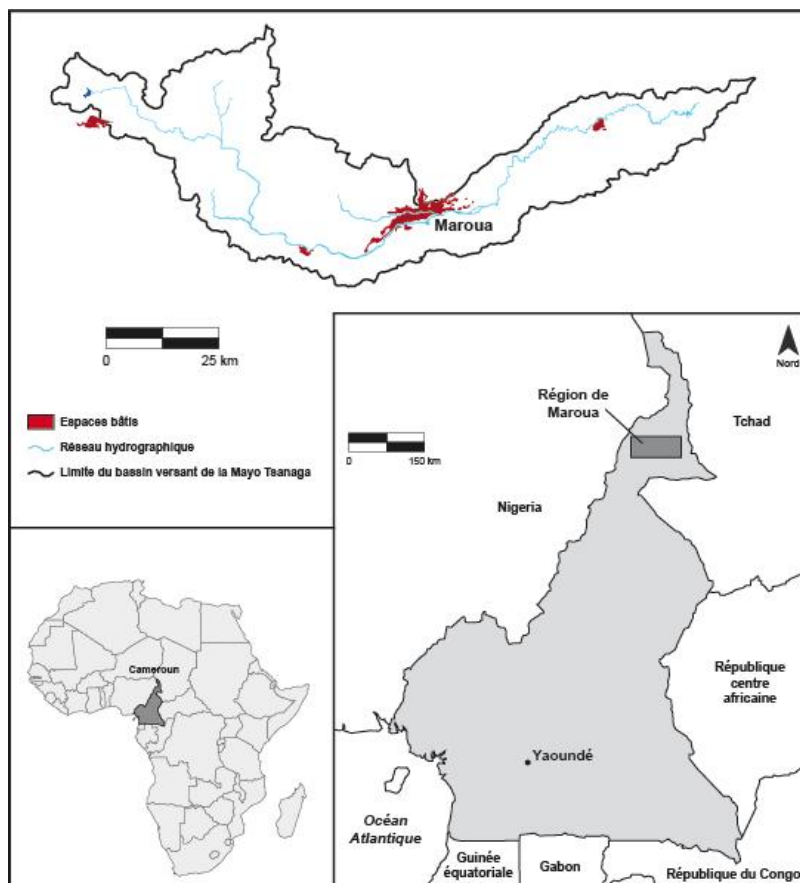 Maroua
0
25 km
Espaces bâtis
Réseau hydrographique
Limite du bassin versant de la Mayo Tsanaga
Nord
Région de
Maroua
Tchad
0
150 km
Nigeria
République
centre
africaine
Yaoundé
Océan
Atlantique
Guinée
équatoriale
Gabon
République du Congo
Cameroun